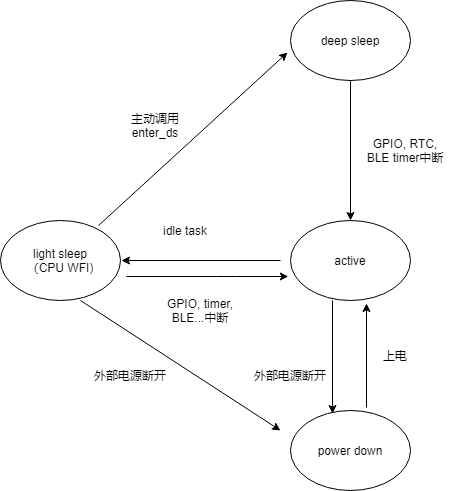 deep sleep
主动调用
enter_ds
GPIO, RTC,
BLE timer中断
idle task
light sleep
（CPU WFI）
active
GPIO, timer,
BLE...中断
外部电源断开
外部电源断开
上电
power down